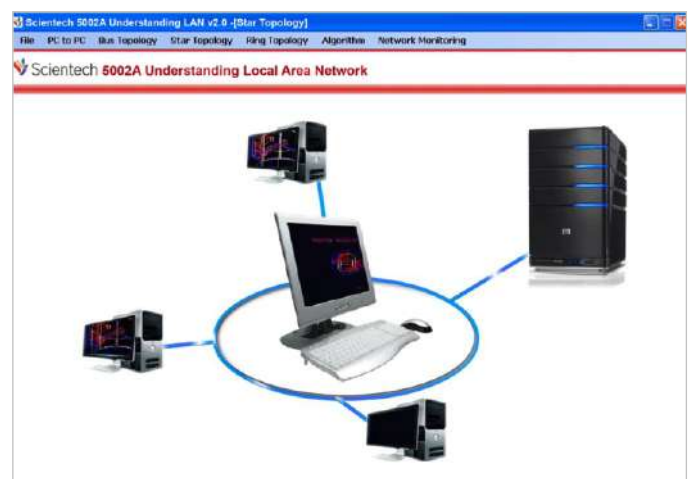 Scientech 5002A Understanding LAN v2.0 -[Star Topology]
File PC to PC Bus Topology Star Topology Ring Topology Algorithm Network Monitoring
Scientech 5002A Understanding Local Area Network